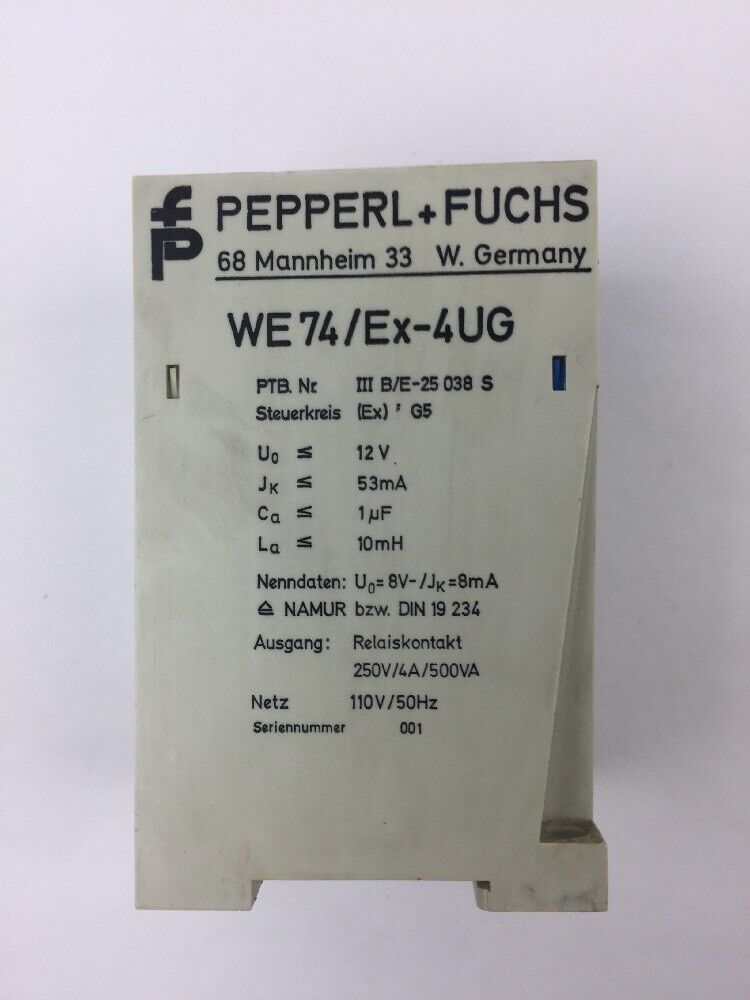 fp PEPPERL+FUCHS
68 Mannheim 33 W. Germany
WE 74/Ex-4UG
PTB. Nr. III B/E-25 038 S
Steuerkreis (Ex) ' G5
U₀ ≤ 12 V
Jₖ ≤ 53mA
Cₐ ≤ 1µF
Lₐ ≤ 10mH
Nenndaten: U₀=8V-/Jₖ=8mA
≙ NAMUR bzw. DIN 19 234
Ausgang: Relaiskontakt
250V/4A/500VA
Netz 110V/50Hz
Seriennummer 001